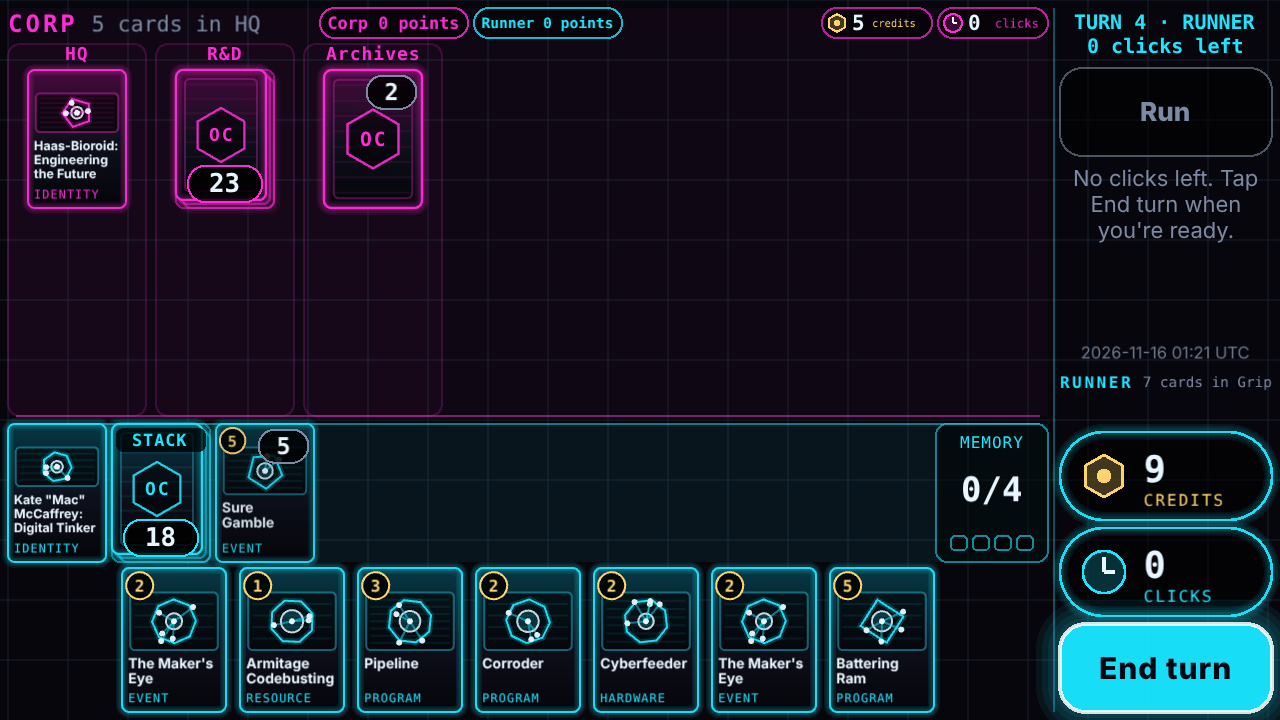 CORP 5 cards in HQ
Corp 0 points
Runner 0 points
5 credits
0 clicks
TURN 4 · RUNNER
0 clicks left
HQ
R&D
Archives
Haas-Bioroid:
Engineering
the Future
IDENTITY
OC
23
2
OC
Run
No clicks left. Tap
End turn when
you're ready.
2026-11-16 01:21 UTC
RUNNER 7 cards in Grip
Kate "Mac"
McCaffrey:
Digital Tinker
IDENTITY
STACK
OC
18
5
5
Sure
Gamble
EVENT
MEMORY
0/4
9
CREDITS
0
CLICKS
End turn
2
The Maker's
Eye
EVENT
1
Armitage
Codebusting
RESOURCE
3
Pipeline
PROGRAM
2
Corroder
PROGRAM
2
Cyberfeeder
HARDWARE
2
The Maker's
Eye
EVENT
5
Battering
Ram
PROGRAM